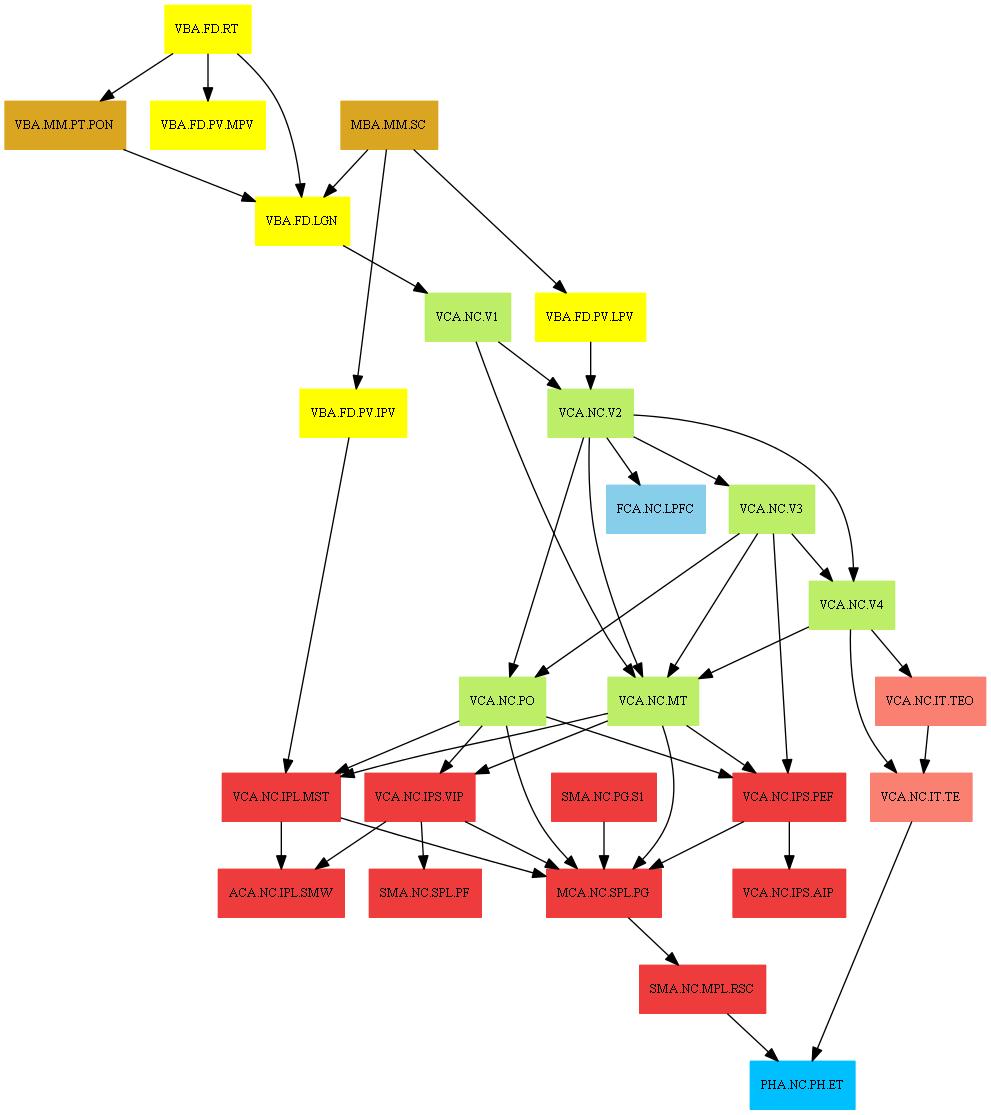 VBA.FD.RT
VBA.MM.PT.PON
VBA.FD.PV.MPV
MBA.MM.SC
VBA.FD.LGN
VCA.NC.V1
VBA.FD.PV.LPV
VBA.FD.PV.IPV
VCA.NC.V2
FCA.NC.LPFC
VCA.NC.V3
VCA.NC.V4
VCA.NC.PO
VCA.NC.MT
VCA.NC.IT.TEO
VCA.NC.IPL.MST
VCA.NC.IPS.VIP
SMA.NC.PG.S1
VCA.NC.IPS.PEF
VCA.NC.IT.TE
ACA.NC.IPL.SMW
SMA.NC.SPL.PF
MCA.NC.SPL.PG
VCA.NC.IPS.AIP
SMA.NC.MPL.RSC
PHA.NC.PH.ET